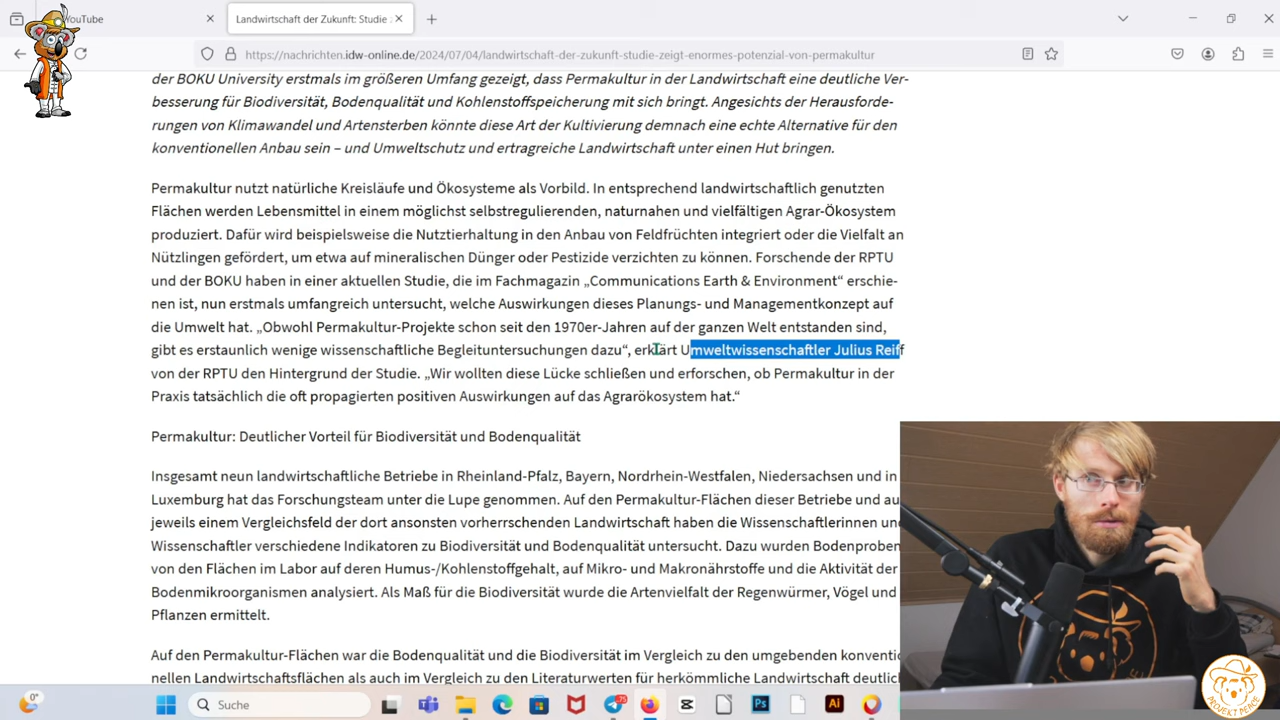 YouTube
Landwirtschaft der Zukunft: Studie
https://nachrichten.idw-online.de/2024/07/04/landwirtschaft-der-zukunft-studie-zeigt-enormes-potenzial-von-permakultur
der BOKU University erstmals im größeren Umfang gezeigt, dass Permakultur in der Landwirtschaft eine deutliche Ver-
besserung für Biodiversität, Bodenqualität und Kohlenstoffspeicherung mit sich bringt. Angesichts der Herausforde-
rungen von Klimawandel und Artensterben könnte diese Art der Kultivierung demnach eine echte Alternative für den
konventionellen Anbau sein – und Umweltschutz und ertragreiche Landwirtschaft unter einen Hut bringen.
Permakultur nutzt natürliche Kreisläufe und Ökosysteme als Vorbild. In entsprechend landwirtschaftlich genutzten
Flächen werden Lebensmittel in einem möglichst selbstregulierenden, naturnahen und vielfältigen Agrar-Ökosystem
produziert. Dafür wird beispielsweise die Nutztierhaltung in den Anbau von Feldfrüchten integriert oder die Vielfalt an
Nützlingen gefördert, um etwa auf mineralischen Dünger oder Pestizide verzichten zu können. Forschende der RPTU
und der BOKU haben in einer aktuellen Studie, die im Fachmagazin „Communications Earth & Environment“ erschie-
nen ist, nun erstmals umfangreich untersucht, welche Auswirkungen dieses Planungs- und Managementkonzept auf
die Umwelt hat. „Obwohl Permakultur-Projekte schon seit den 1970er-Jahren auf der ganzen Welt entstanden sind,
gibt es erstaunlich wenige wissenschaftliche Begleituntersuchungen dazu“, erklärt Umweltwissenschaftler Julius Reiff
von der RPTU den Hintergrund der Studie. „Wir wollten diese Lücke schließen und erforschen, ob Permakultur in der
Praxis tatsächlich die oft propagierten positiven Auswirkungen auf das Agrarökosystem hat.“
Permakultur: Deutlicher Vorteil für Biodiversität und Bodenqualität
Insgesamt neun landwirtschaftliche Betriebe in Rheinland-Pfalz, Bayern, Nordrhein-Westfalen, Niedersachsen und in
Luxemburg hat das Forschungsteam unter die Lupe genommen. Auf den Permakultur-Flächen dieser Betriebe und au
jeweils einem Vergleichsfeld der dort ansonsten vorherrschenden Landwirtschaft haben die Wissenschaftlerinnen und
Wissenschaftler verschiedene Indikatoren zu Biodiversität und Bodenqualität untersucht. Dazu wurden Bodenproben
von den Flächen im Labor auf deren Humus-/Kohlenstoffgehalt, auf Mikro- und Makronährstoffe und die Aktivität der
Bodenmikroorganismen analysiert. Als Maß für die Biodiversität wurde die Artenvielfalt der Regenwürmer, Vögel und
Pflanzen ermittelt.
Auf den Permakultur-Flächen war die Bodenqualität und die Biodiversität im Vergleich zu den umgebenden konventio
nellen Landwirtschaftsflächen als auch im Vergleich zu den Literaturwerten für herkömmliche Landwirtschaft deutlich
0°
Suche
Ps
Ai
PROJEKT PEACE